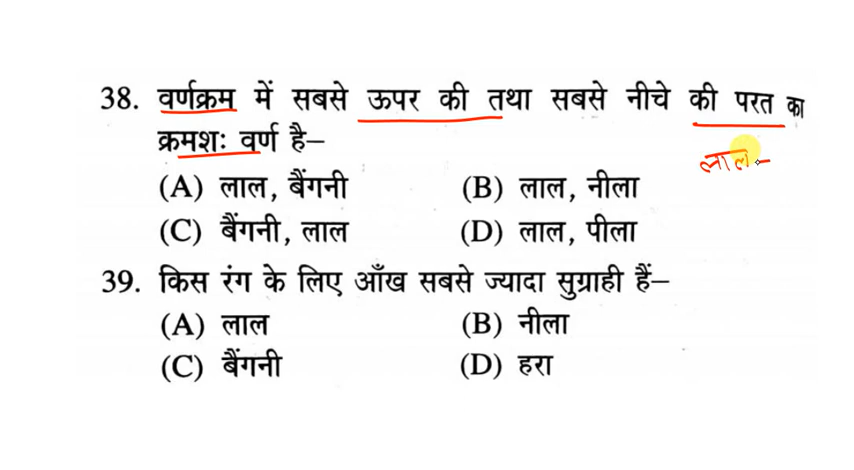 38. वर्णक्रम में सबसे ऊपर की तथा सबसे नीचे की परत का
क्रमशः वर्ण है–
लाल -
(A) लाल, बैंगनी (B) लाल, नीला
(C) बैंगनी, लाल (D) लाल, पीला
39. किस रंग के लिए आँख सबसे ज्यादा सुग्राही हैं–
(A) लाल (B) नीला
(C) बैंगनी (D) हरा